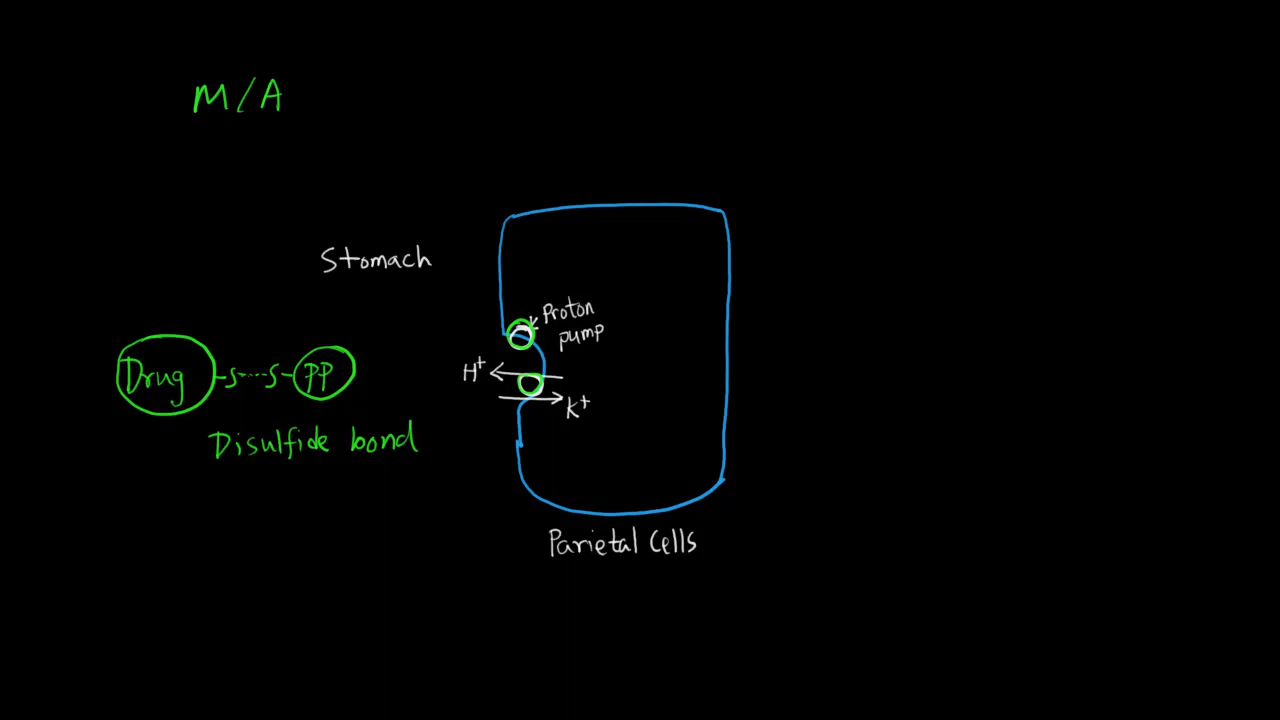 M/A
Stomach
Proton
pump
H+
K+
Drug -S·····S- PP
Disulfide bond
Parietal Cells